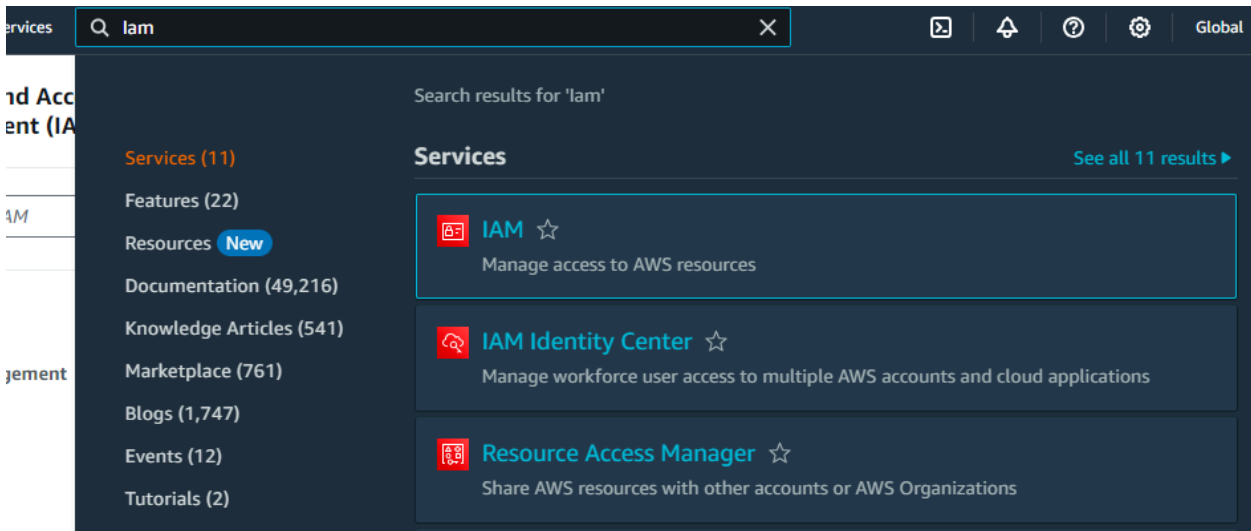 ervices
Iam
Global
nd Acc
ent (IA
AM
gement
Search results for 'Iam'
Services (11)
Features (22)
Resources New
Documentation (49,216)
Knowledge Articles (541)
Marketplace (761)
Blogs (1,747)
Events (12)
Tutorials (2)
Services
See all 11 results
IAM
Manage access to AWS resources
IAM Identity Center
Manage workforce user access to multiple AWS accounts and cloud applications
Resource Access Manager
Share AWS resources with other accounts or AWS Organizations